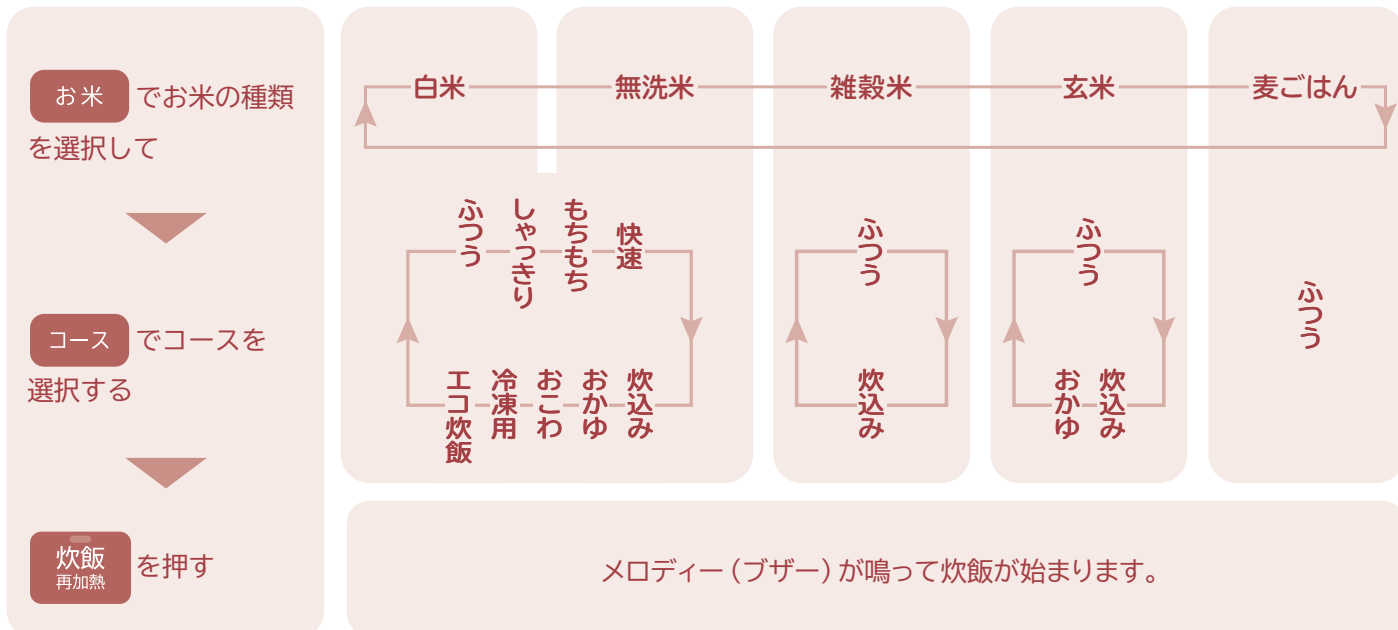 お米 でお米の種類
を選択して
コース でコースを
選択する
炊飯
再加熱
を押す
白米 無洗米 雑穀米 玄米 麦ごはん
ふつう
しゃっきり
もちもち
快速
エコ炊飯
冷凍用
おこわ
おかゆ
炊込み
ふつう
炊込み
ふつう
おかゆ
炊込み
ふつう
メロディー（ブザー）が鳴って炊飯が始まります。